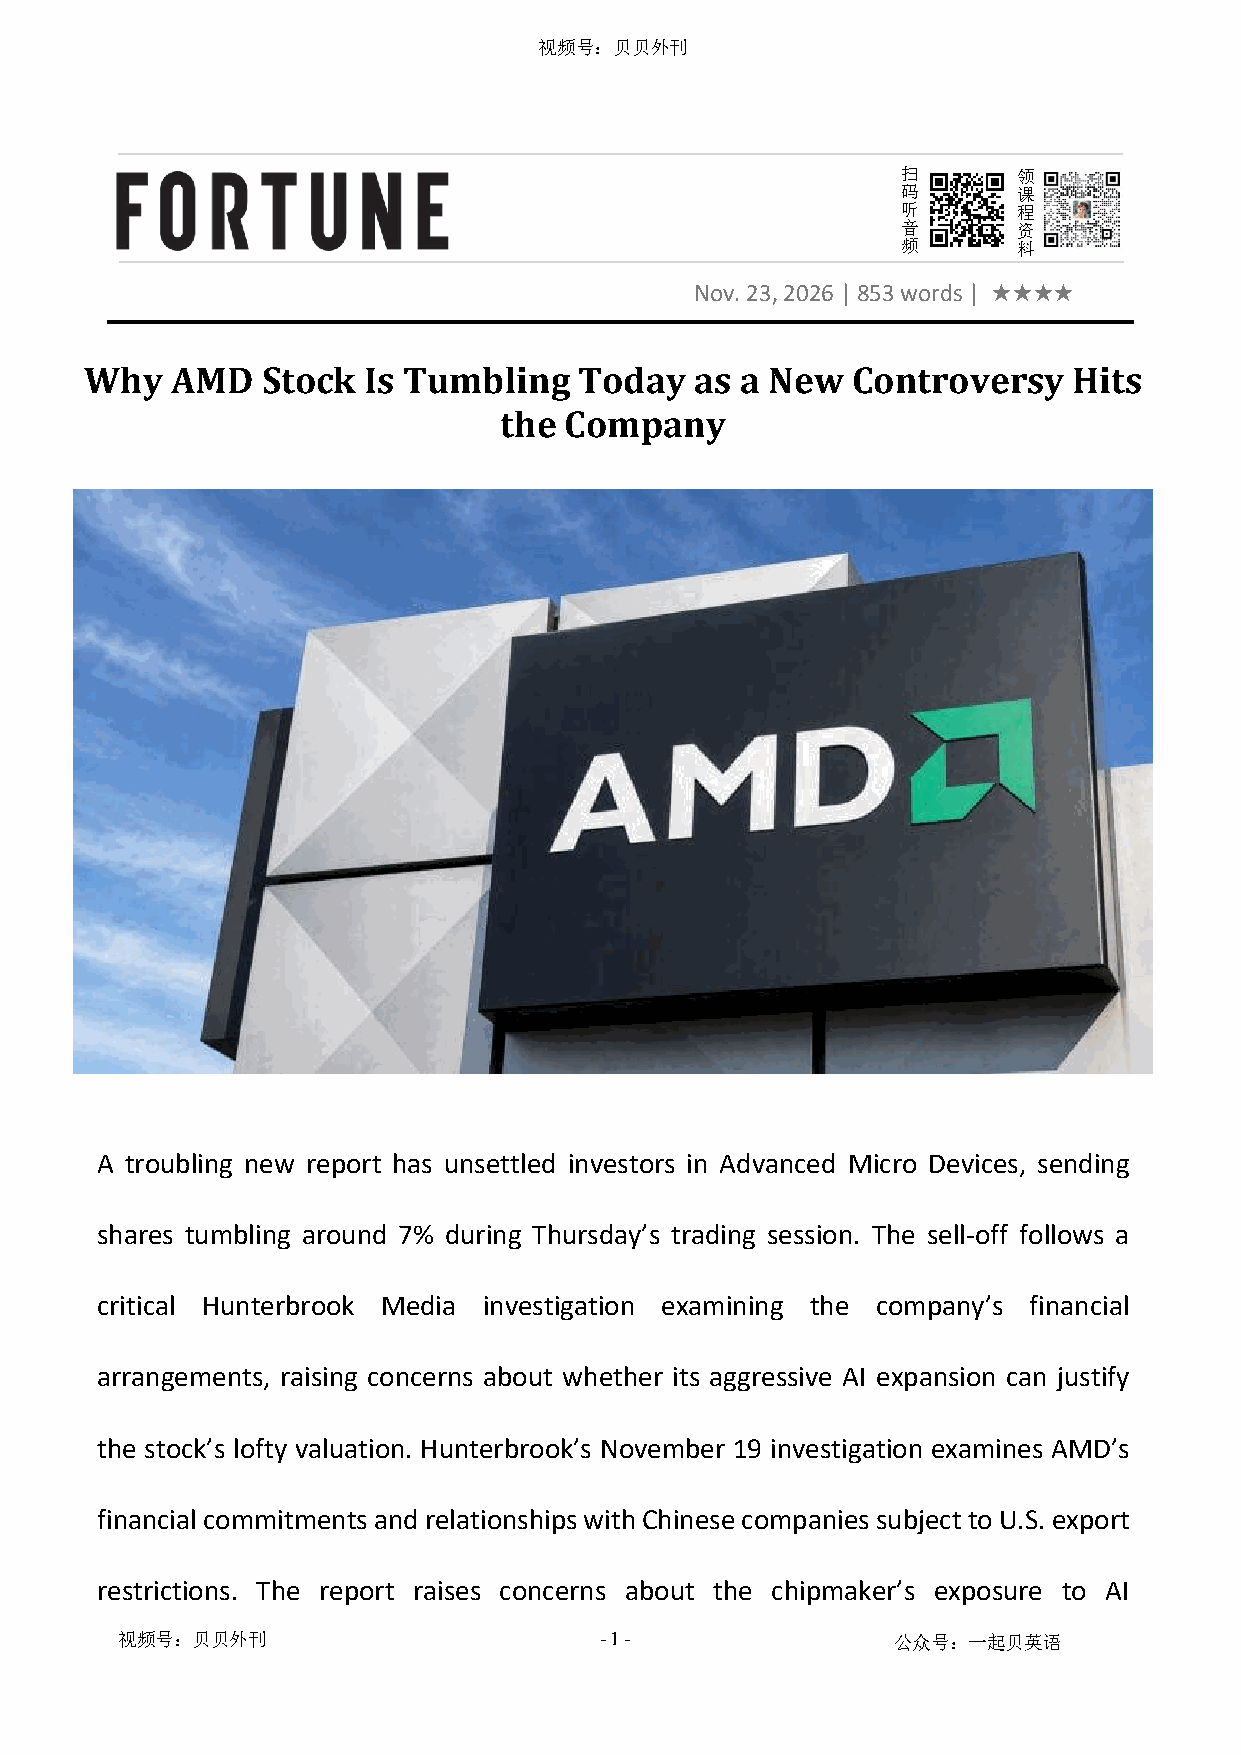 视频号：贝贝外刊
FORTUNE
扫码听音频
领课程资料
Nov. 23, 2026 | 853 words | ★★★★
Why AMD Stock Is Tumbling Today as a New Controversy Hits
the Company
AMD
A troubling new report has unsettled investors in Advanced Micro Devices, sending
shares tumbling around 7% during Thursday’s trading session. The sell-off follows a
critical Hunterbrook Media investigation examining the company’s financial
arrangements, raising concerns about whether its aggressive AI expansion can justify
the stock’s lofty valuation. Hunterbrook’s November 19 investigation examines AMD’s
financial commitments and relationships with Chinese companies subject to U.S. export
restrictions. The report raises concerns about the chipmaker’s exposure to AI
视频号：贝贝外刊
- 1 -
公众号：一起贝英语